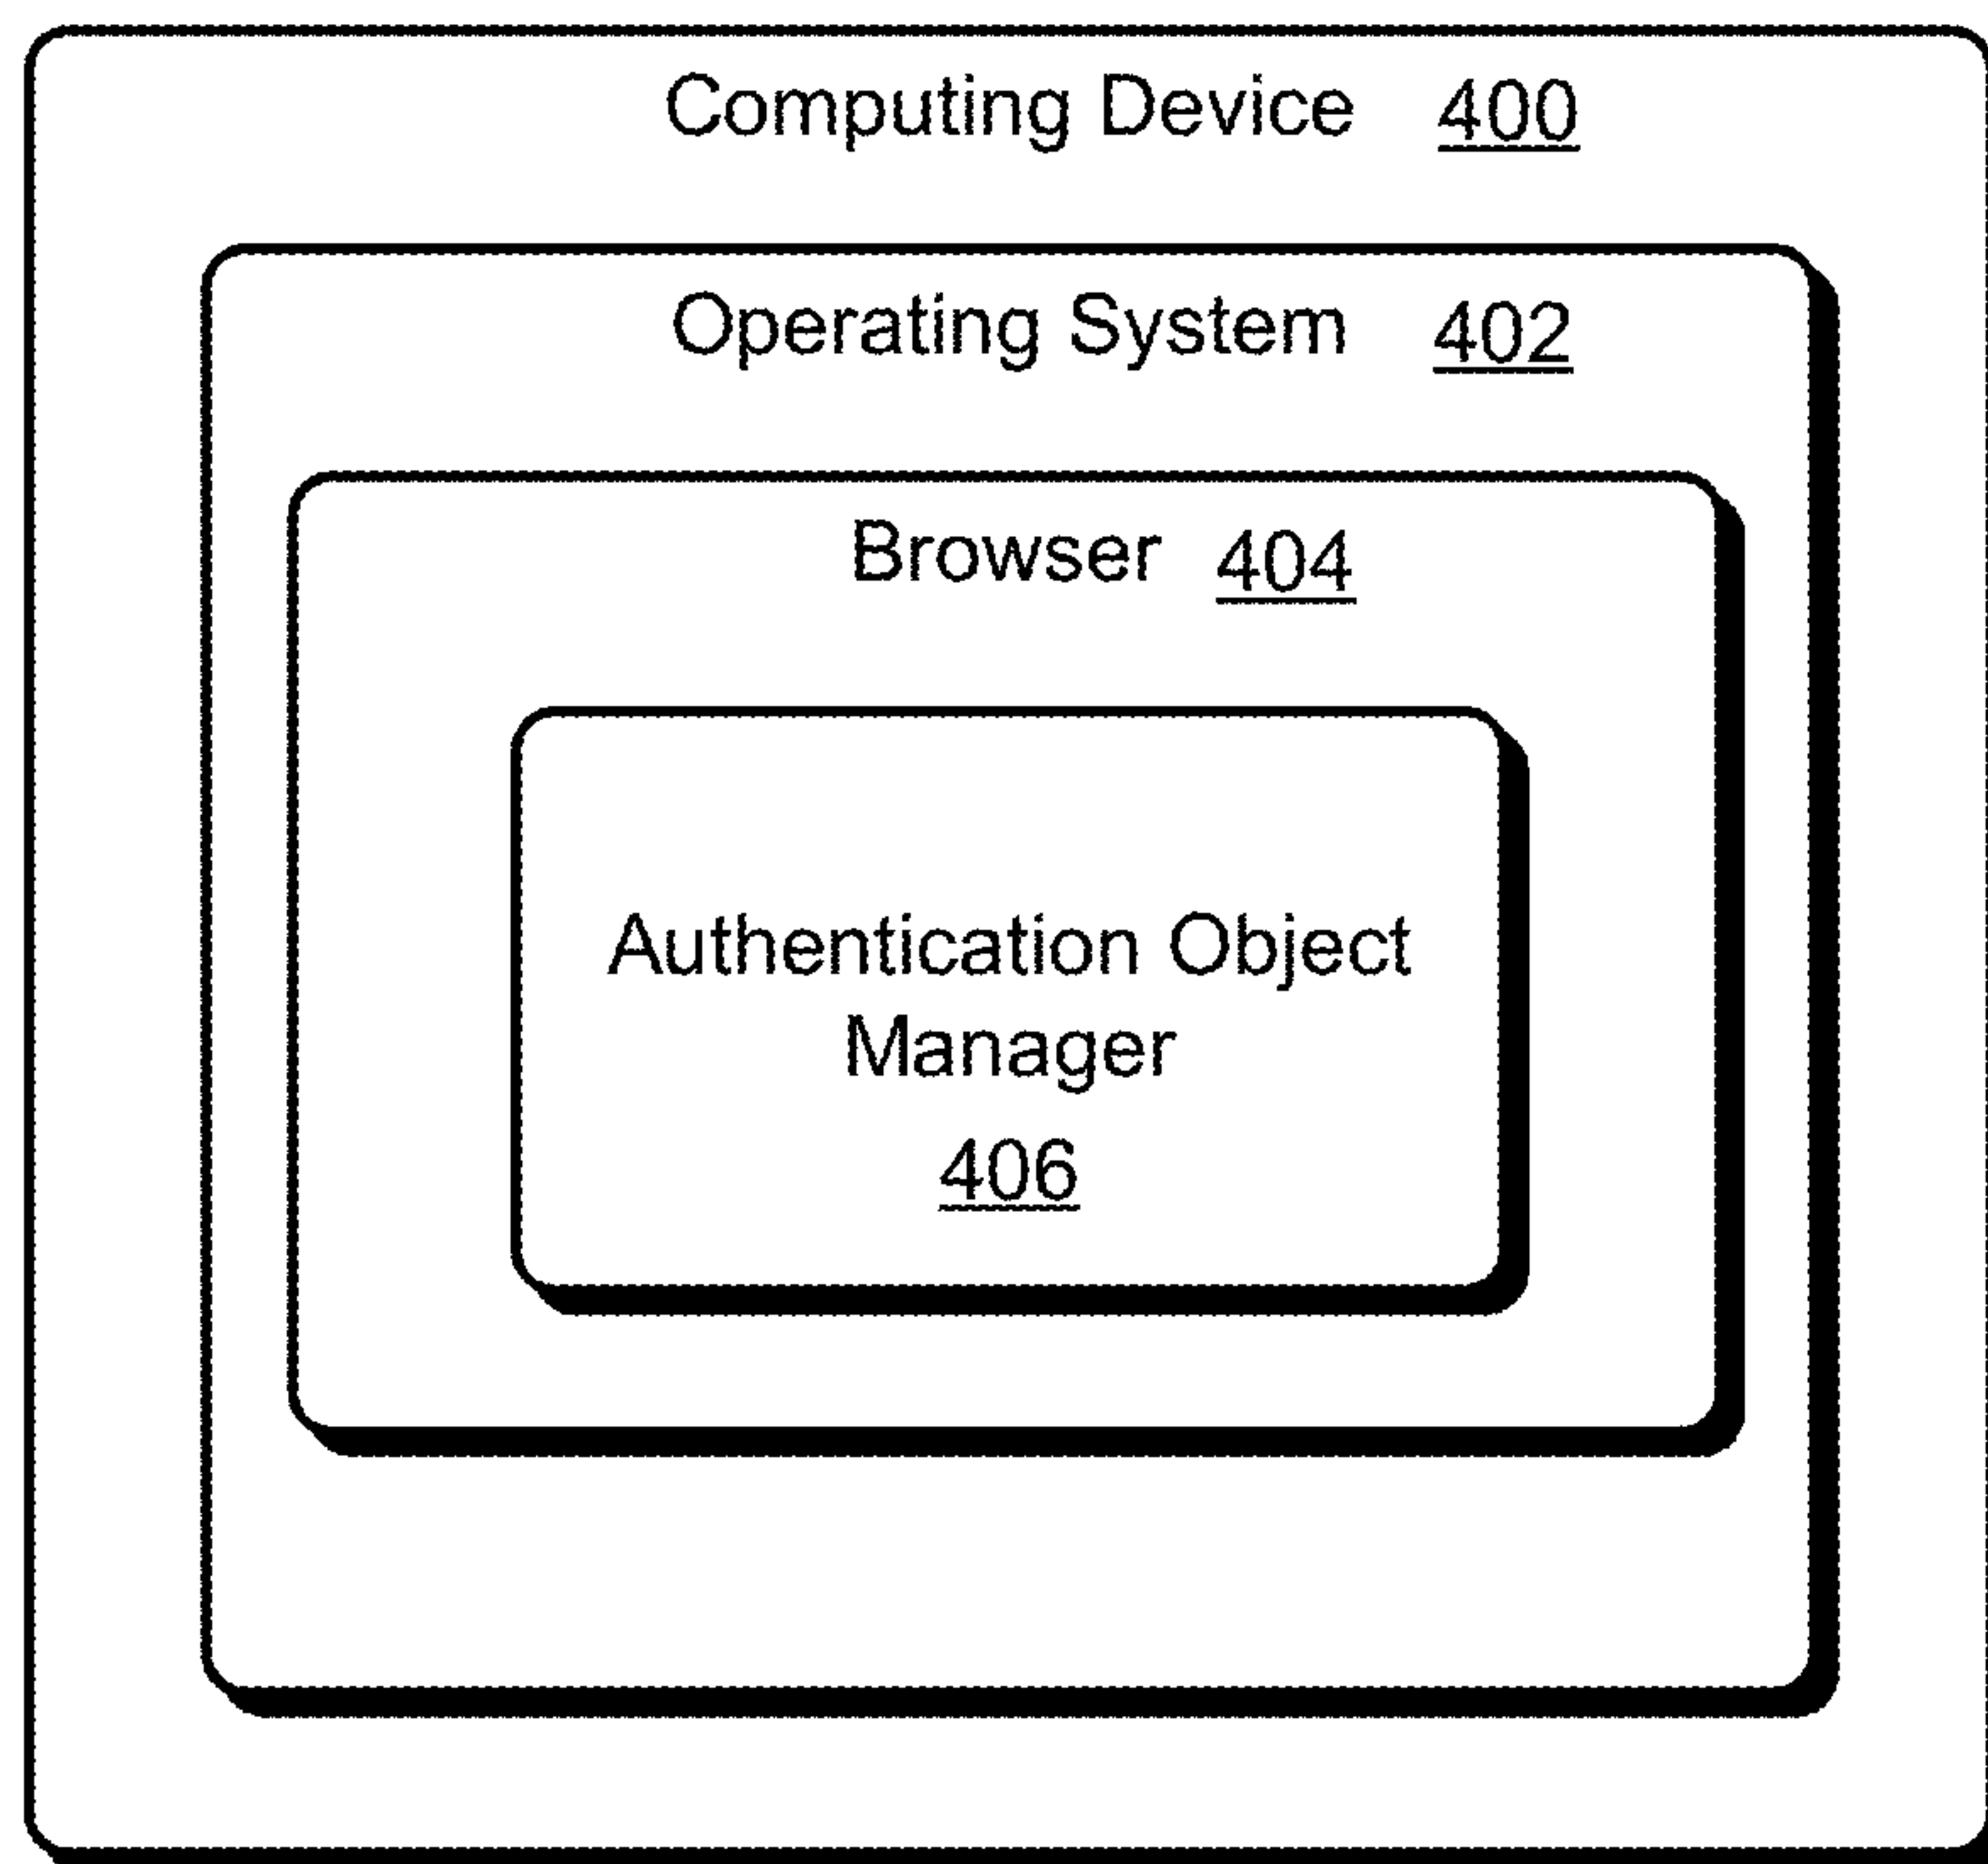 Computing Device 400
Operating System 402
Browser 404
Authentication Object
Manager
406